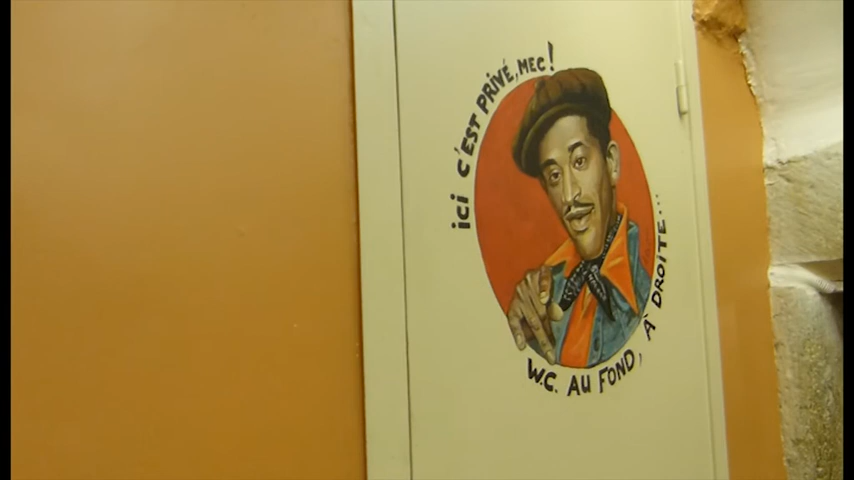 ici C'EST PRIVÉ, MEC!
W.C. AU FOND, À DROITE...